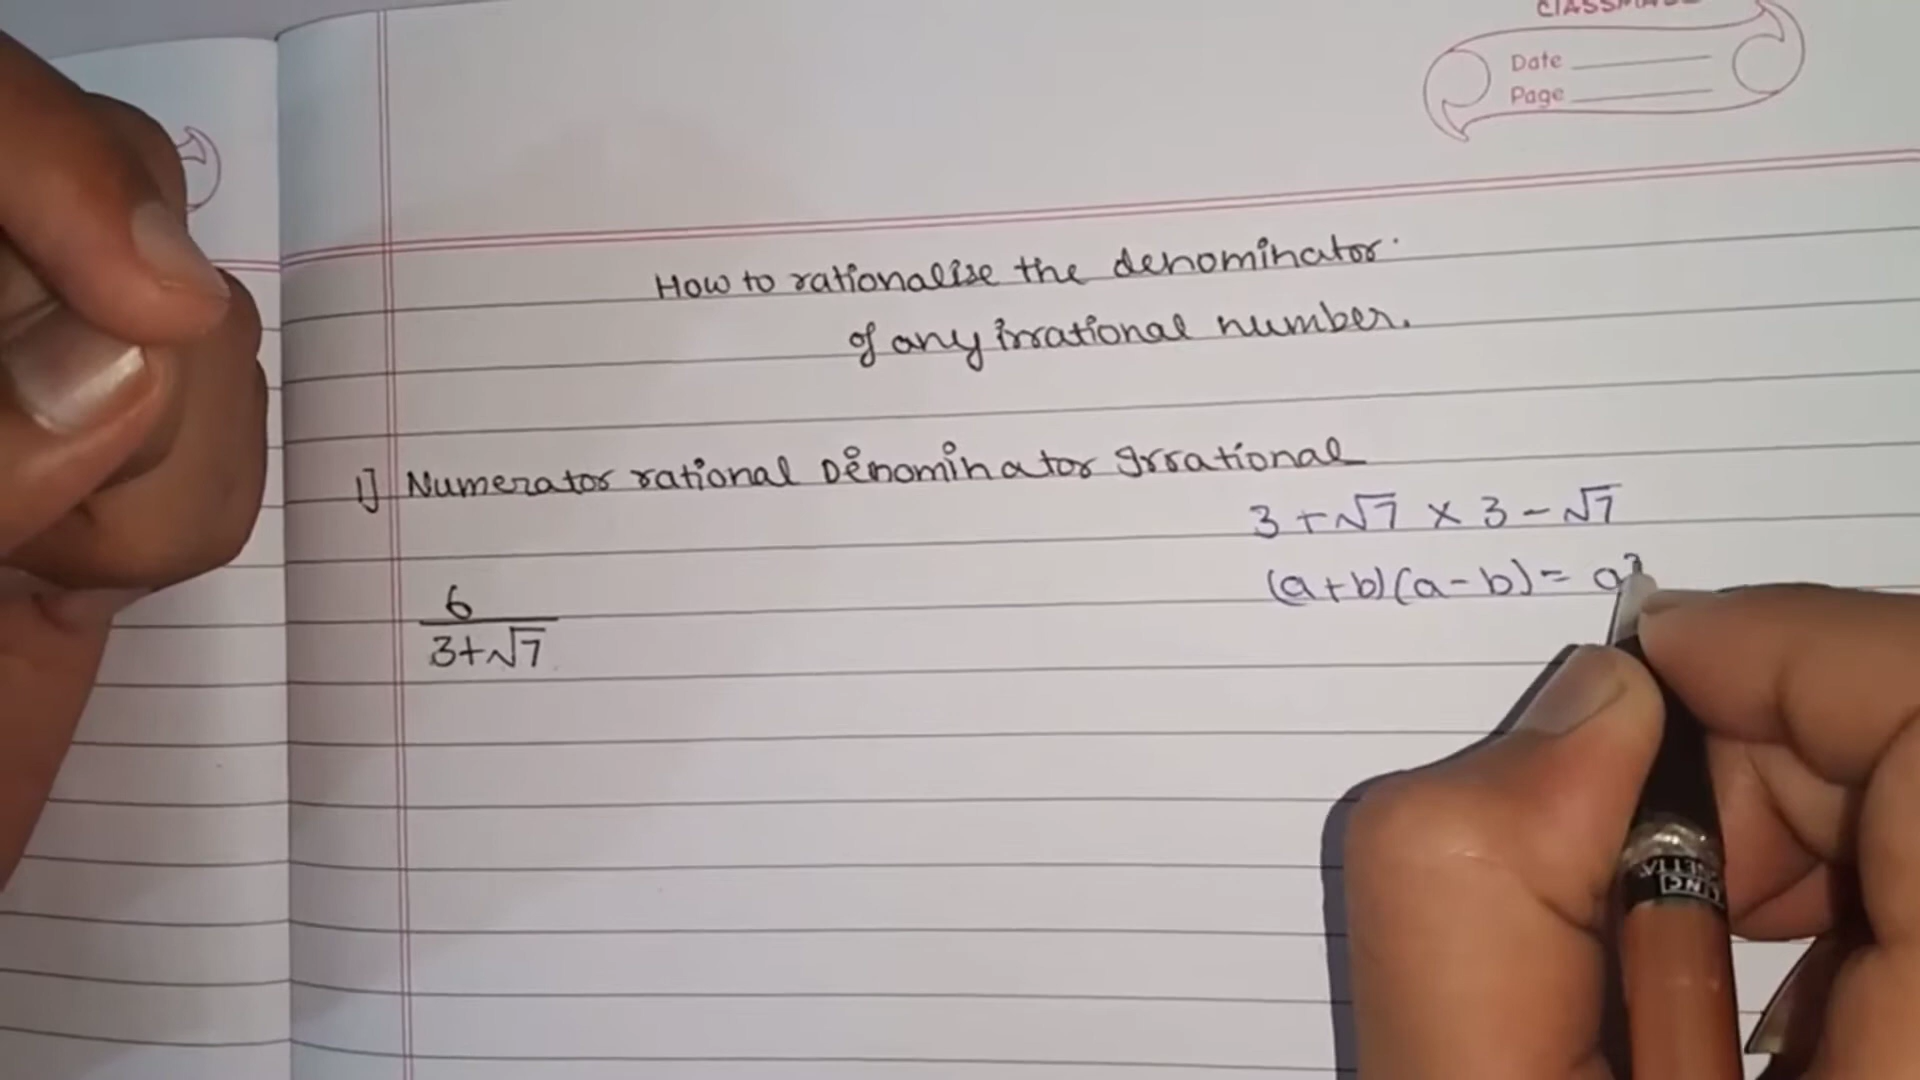 Date
Page
How to rationalise the denominator.
of any irrational number.
1] Numerator rational Denominator Irrational
3+√7 × 3-√7
(a+b)(a-b) = a²
6
3+√7